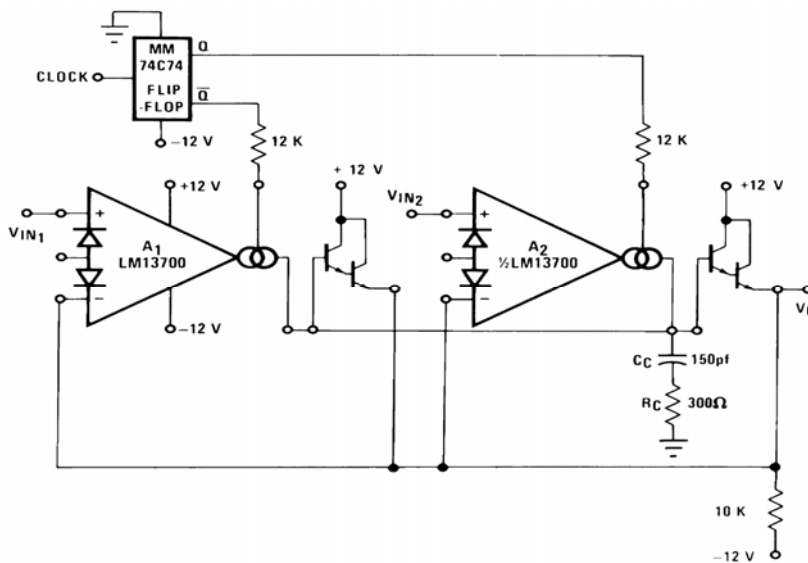 MM
74C74
FLIP
-FLOP
CLOCK
Q
Q̅
−12 V
12 K
12 K
+12 V
+ 12 V
+12 V
VIN1
+
−
A1
LM13700
−12 V
VIN2
+
−
A2
½LM13700
CC
150pf
RC
300Ω
10 K
−12 V